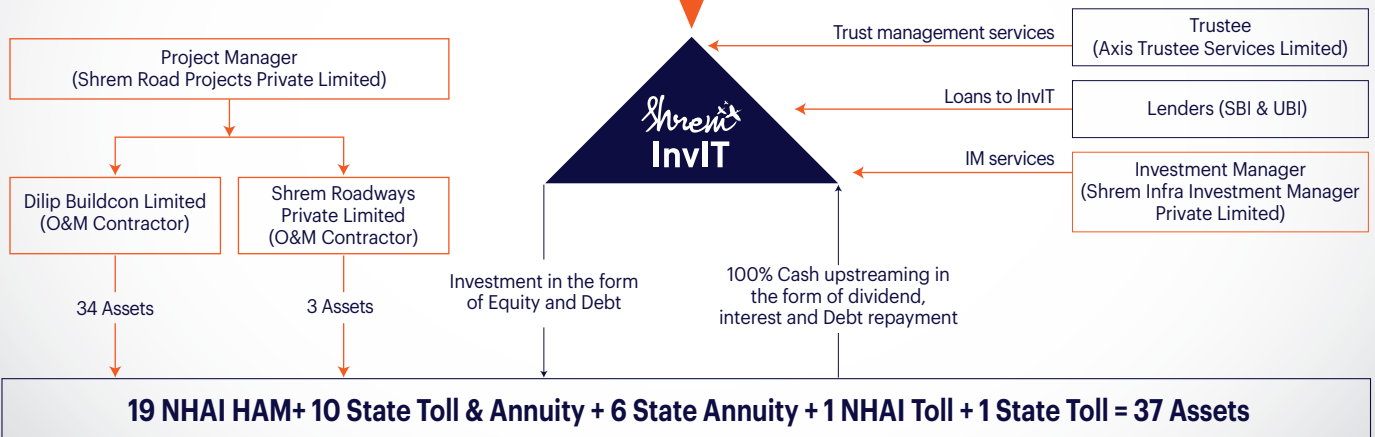 Project Manager
(Shrem Road Projects Private Limited)
Dilip Buildcon Limited
(O&M Contractor)
Shrem Roadways
Private Limited
(O&M Contractor)
34 Assets
3 Assets
Shrem
InvIT
Trust management services
Trustee
(Axis Trustee Services Limited)
Loans to InvIT
Lenders (SBI & UBI)
IM services
Investment Manager
(Shrem Infra Investment Manager
Private Limited)
Investment in the form
of Equity and Debt
100% Cash upstreaming in
the form of dividend,
interest and Debt repayment
19 NHAI HAM+ 10 State Toll & Annuity + 6 State Annuity + 1 NHAI Toll + 1 State Toll = 37 Assets